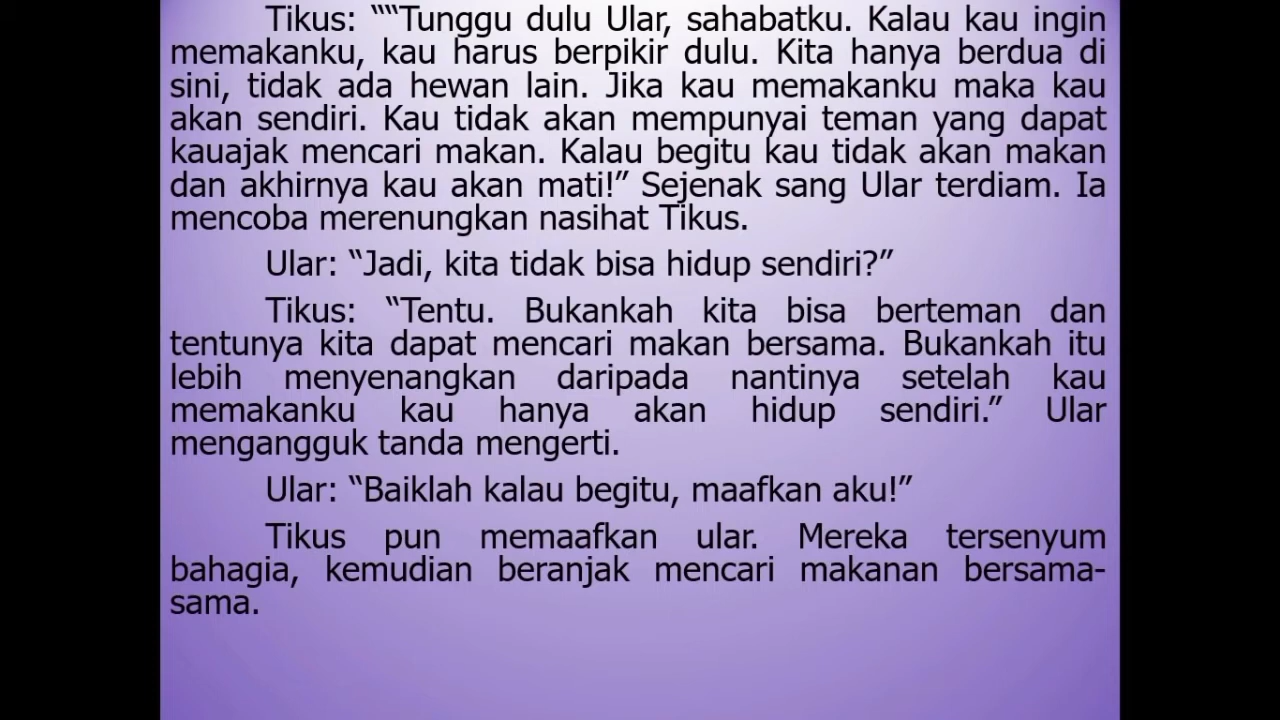 Tikus: ““Tunggu dulu Ular, sahabatku. Kalau kau ingin
memakanku, kau harus berpikir dulu. Kita hanya berdua di
sini, tidak ada hewan lain. Jika kau memakanku maka kau
akan sendiri. Kau tidak akan mempunyai teman yang dapat
kauajak mencari makan. Kalau begitu kau tidak akan makan
dan akhirnya kau akan mati!” Sejenak sang Ular terdiam. Ia
mencoba merenungkan nasihat Tikus.
Ular: “Jadi, kita tidak bisa hidup sendiri?”
Tikus: “Tentu. Bukankah kita bisa berteman dan
tentunya kita dapat mencari makan bersama. Bukankah itu
lebih menyenangkan daripada nantinya setelah kau
memakanku kau hanya akan hidup sendiri.” Ular
mengangguk tanda mengerti.
Ular: “Baiklah kalau begitu, maafkan aku!”
Tikus pun memaafkan ular. Mereka tersenyum
bahagia, kemudian beranjak mencari makanan bersama-
sama.